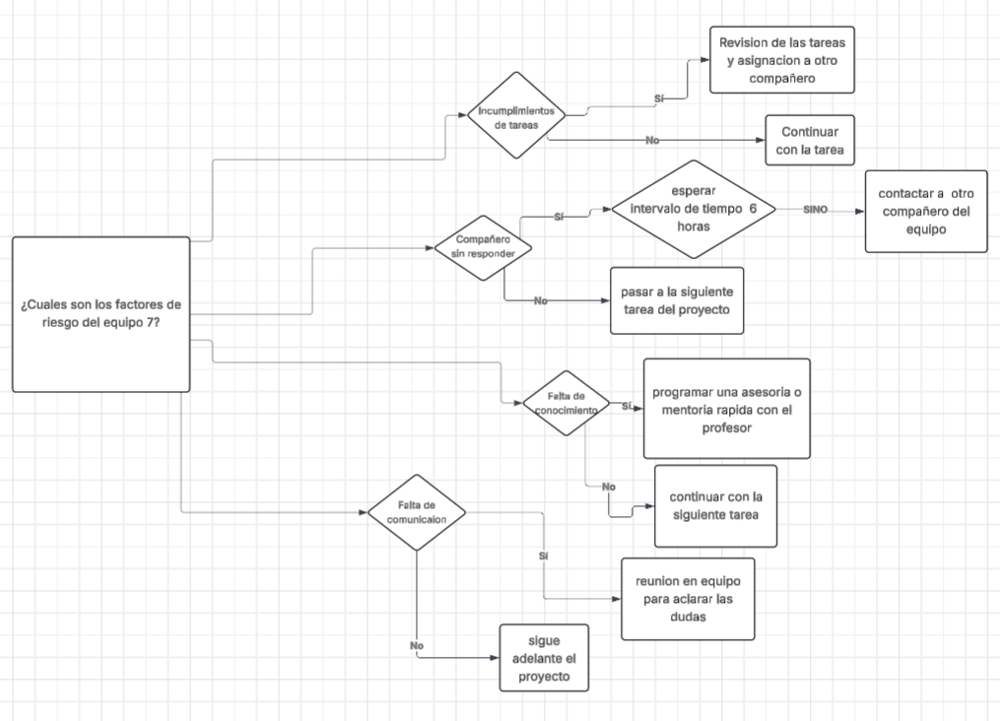 ¿Cuales son los factores de
riesgo del equipo 7?
Incumplimientos
de tareas
Sí
Revision de las tareas
y asignacion a otro
compañero
No
Continuar
con la tarea
Compañero
sin responder
Sí
esperar
intervalo de tiempo 6
horas
SINO
contactar a otro
compañero del
equipo
No
pasar a la siguiente
tarea del proyecto
Falta de
conocimiento
Sí
programar una asesoria o
mentoria rapida con el
profesor
No
continuar con la
siguiente tarea
Falta de
comunicaion
Sí
reunion en equipo
para aclarar las
dudas
No
sigue
adelante el
proyecto